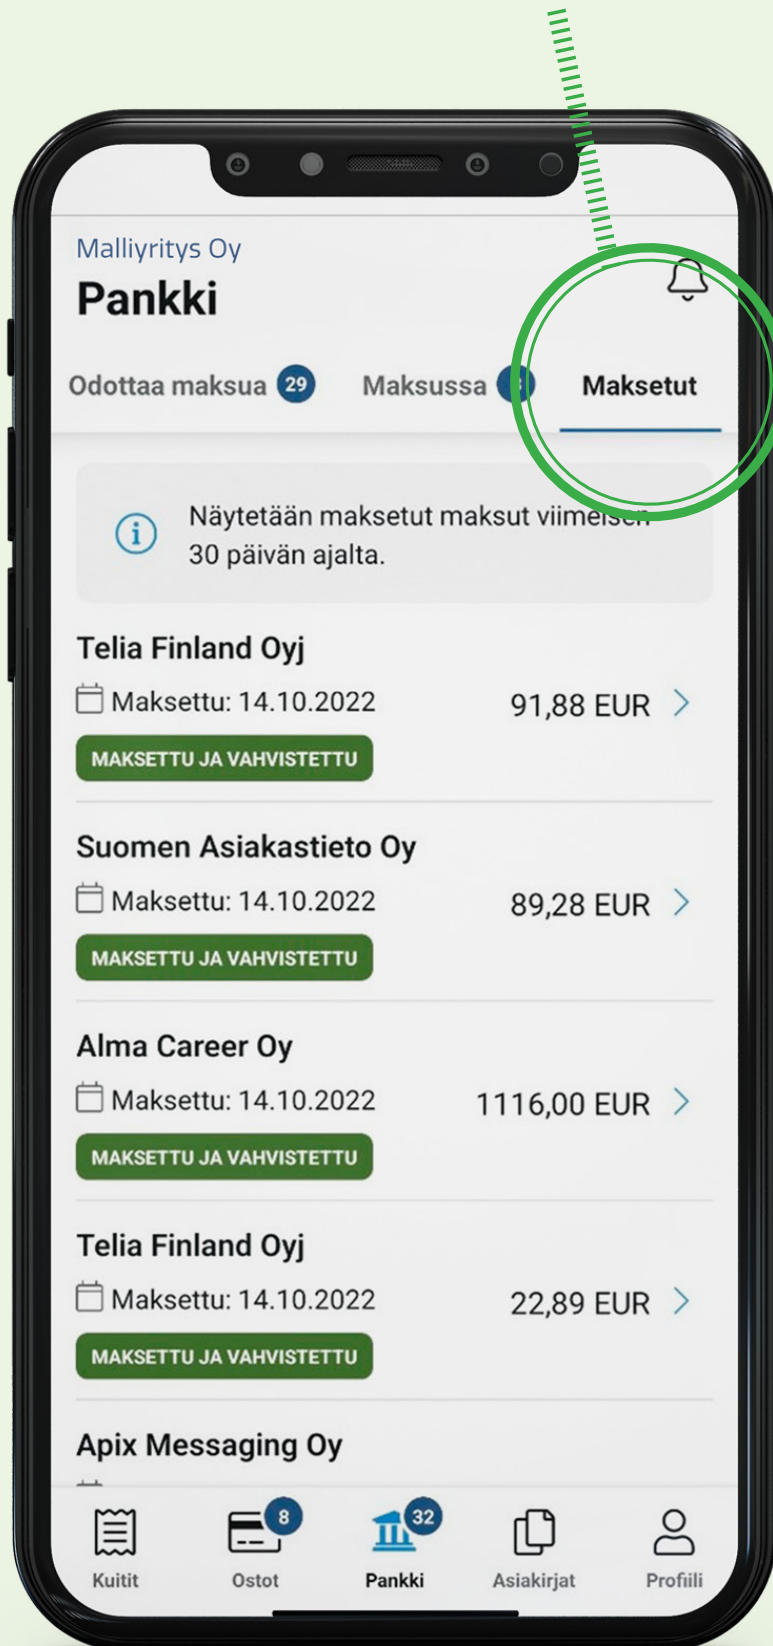 Malliyritys Oy
Pankki
Odottaa maksua 29 Maksussa Maksetut
Näytetään maksetut maksut viimeisen
30 päivän ajalta.
Telia Finland Oyj
Maksettu: 14.10.2022 91,88 EUR
MAKSETTU JA VAHVISTETTU
Suomen Asiakastieto Oy
Maksettu: 14.10.2022 89,28 EUR
MAKSETTU JA VAHVISTETTU
Alma Career Oy
Maksettu: 14.10.2022 1116,00 EUR
MAKSETTU JA VAHVISTETTU
Telia Finland Oyj
Maksettu: 14.10.2022 22,89 EUR
MAKSETTU JA VAHVISTETTU
Apix Messaging Oy
8 32
Kuitit Ostot Pankki Asiakirjat Profiili